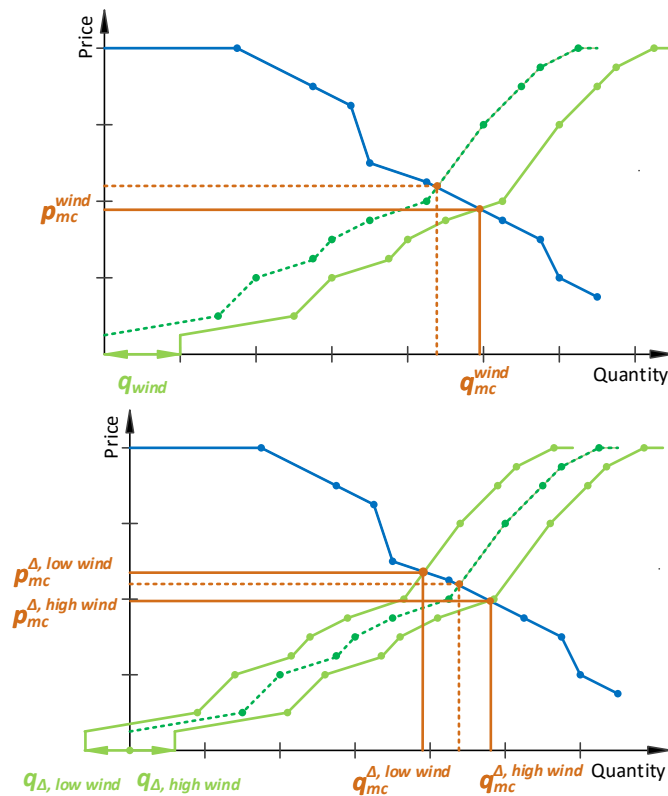 Price
p_mc^wind
q_wind
q_mc^wind
Quantity
Price
p_mc^Δ, low wind
p_mc^Δ, high wind
q_Δ, low wind
q_Δ, high wind
q_mc^Δ, low wind
q_mc^Δ, high wind
Quantity